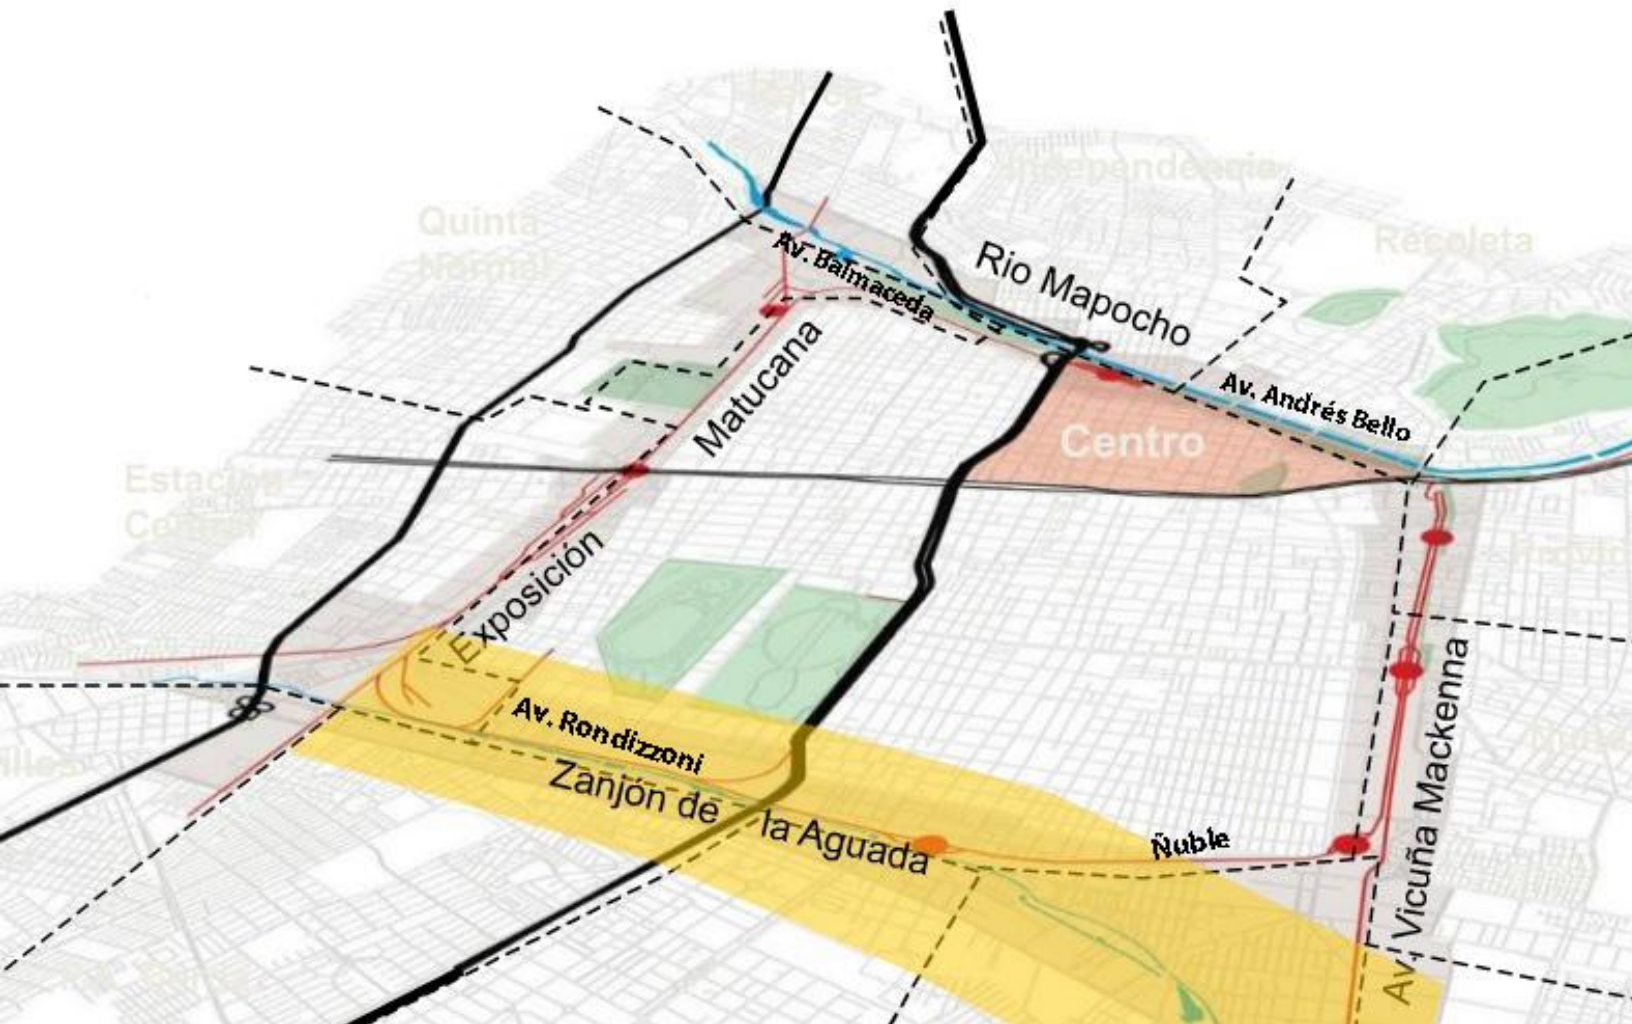 Independencia
Quinta
Normal
Recoleta
Rio Mapocho
Av. Balmaceda
Matucana
Av. Andrés Bello
Centro
Estación
Central
Exposición
Av. Rondizzoni
Zanjón de la Aguada
Ñuble
Av. Vicuña Mackenna